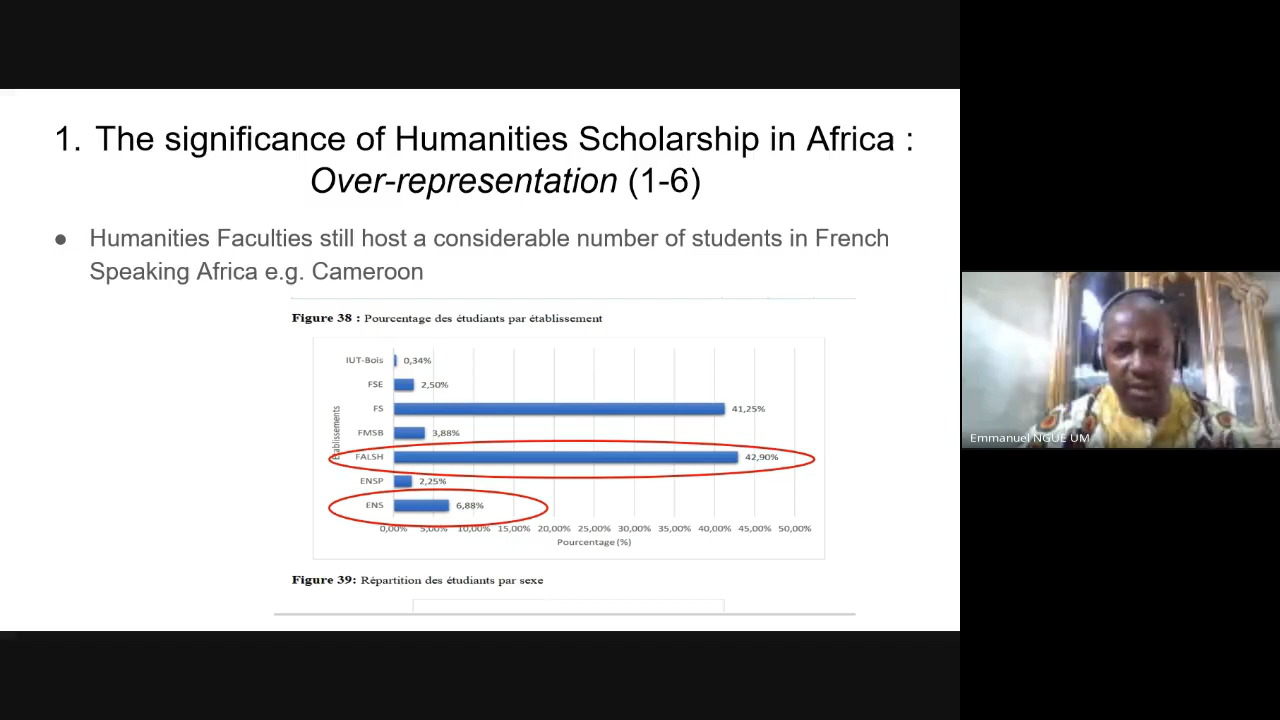 1. The significance of Humanities Scholarship in Africa :
Over-representation (1-6)
● Humanities Faculties still host a considerable number of students in French
Speaking Africa e.g. Cameroon
Figure 38 : Pourcentage des étudiants par établissement
Etablissements
IUT-Bois 0,34%
FSE 2,50%
FS 41,25%
FMSB 3,88%
FALSH 42,90%
ENSP 2,25%
ENS 6,88%
0,00% 5,00% 10,00% 15,00% 20,00% 25,00% 30,00% 35,00% 40,00% 45,00% 50,00%
Pourcentage (%)
Figure 39: Répartition des étudiants par sexe
Emmanuel NGUE UM